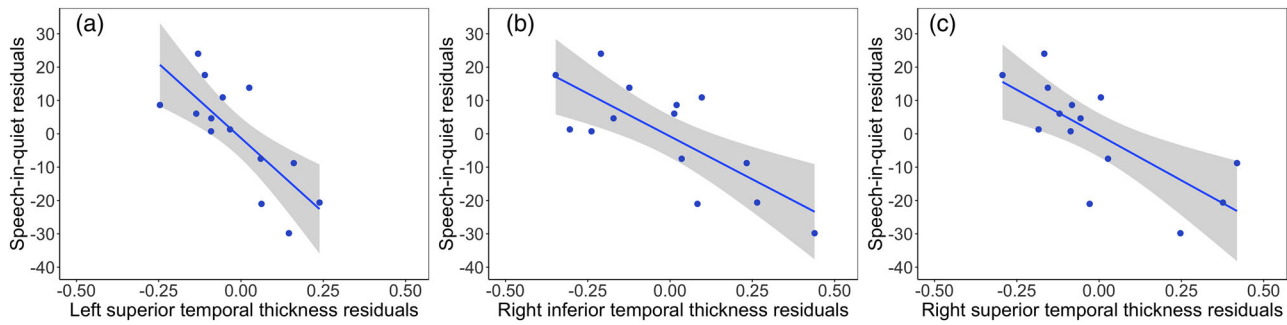 (a)
Speech-in-quiet residuals
30
20
10
0
-10
-20
-30
-40
-0.50 -0.25 0.00 0.25 0.50
Left superior temporal thickness residuals
(b)
Speech-in-quiet residuals
30
20
10
0
-10
-20
-30
-40
-0.50 -0.25 0.00 0.25 0.50
Right inferior temporal thickness residuals
(c)
Speech-in-quiet residuals
30
20
10
0
-10
-20
-30
-40
-0.50 -0.25 0.00 0.25 0.50
Right superior temporal thickness residuals